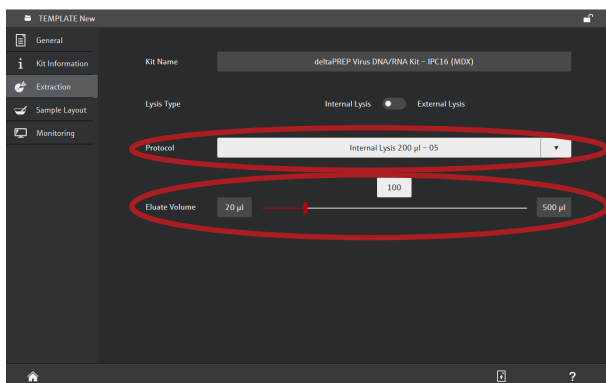 TEMPLATE New
General
Kit Information
Extraction
Sample Layout
Monitoring
Kit Name deltaPREP Virus DNA/RNA Kit – IPC16 (MDX)
Lysis Type Internal Lysis External Lysis
Protocol Internal Lysis 200 µl – 05
100
Eluate Volume 20 µl 500 µl
?